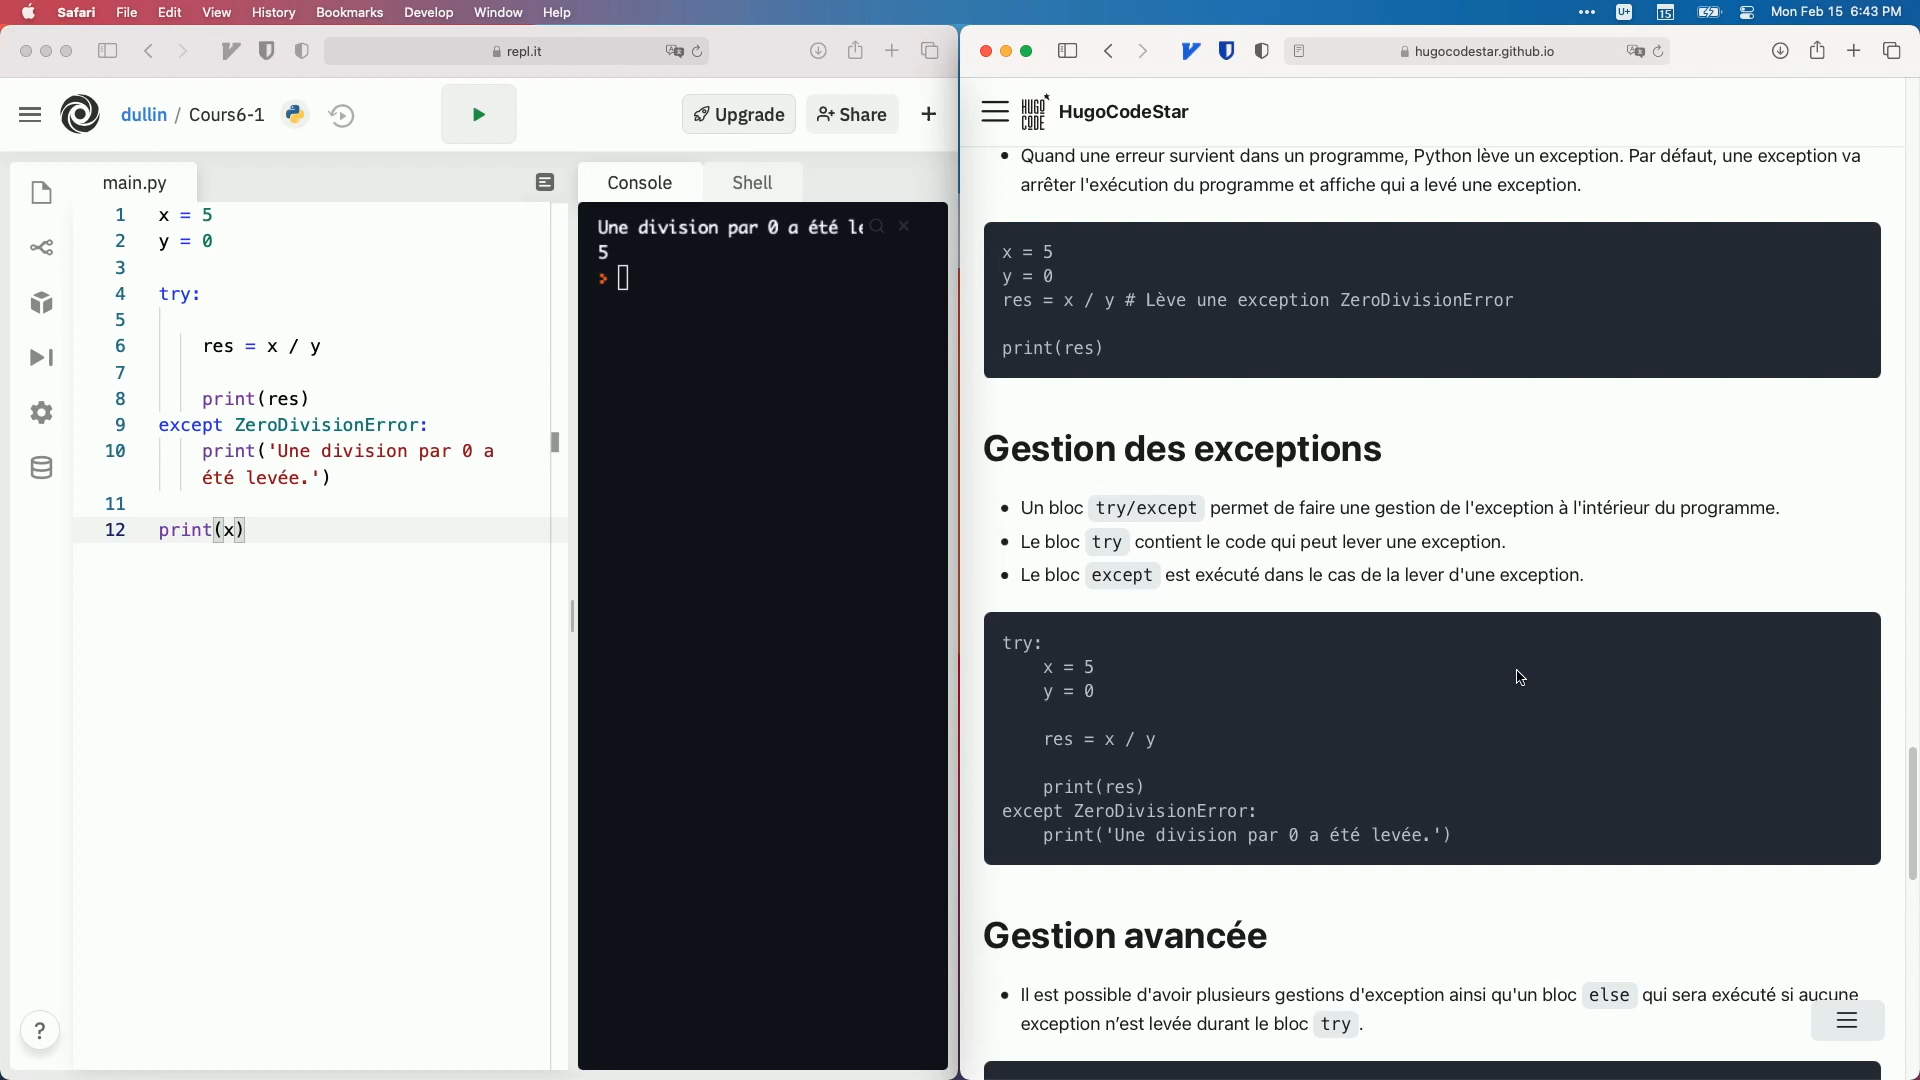 Safari File Edit View History Bookmarks Develop Window Help
U+ 15 Mon Feb 15 6:43 PM
repl.it
dullin / Cours6-1
Upgrade
Share
main.py
1 x = 5
2 y = 0
3
4 try:
5
6 res = x / y
7
8 print(res)
9 except ZeroDivisionError:
10 print('Une division par 0 a
été levée.')
11
12 print(x)
?
Console Shell
Une division par 0 a été le
5
hugocodestar.github.io
HUGO CODE
HugoCodeStar
• Quand une erreur survient dans un programme, Python lève un exception. Par défaut, une exception va
arrêter l'exécution du programme et affiche qui a levé une exception.
x = 5
y = 0
res = x / y # Lève une exception ZeroDivisionError
print(res)
Gestion des exceptions
• Un bloc try/except permet de faire une gestion de l'exception à l'intérieur du programme.
• Le bloc try contient le code qui peut lever une exception.
• Le bloc except est exécuté dans le cas de la lever d'une exception.
try:
x = 5
y = 0
res = x / y
print(res)
except ZeroDivisionError:
print('Une division par 0 a été levée.')
Gestion avancée
• Il est possible d'avoir plusieurs gestions d'exception ainsi qu'un bloc else qui sera exécuté si aucune
exception n'est levée durant le bloc try .